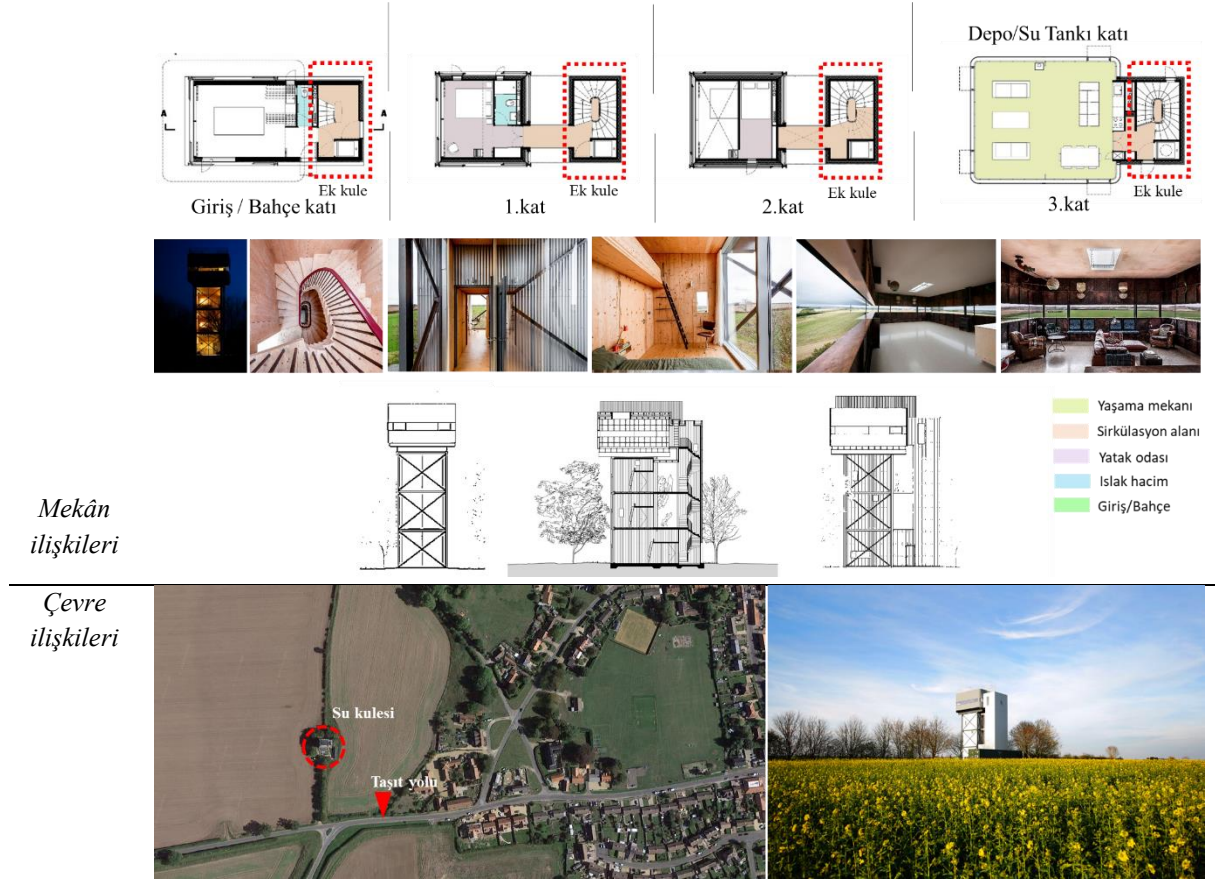 Depo/Su Tankı katı
A
A
Ek kule
Ek kule
Ek kule
Ek kule
Giriş / Bahçe katı
1.kat
2.kat
3.kat
Yaşama mekanı
Sirkülasyon alanı
Yatak odası
Islak hacim
Giriş/Bahçe
Mekân
ilişkileri
Çevre
ilişkileri
Su kulesi
Taşıt yolu